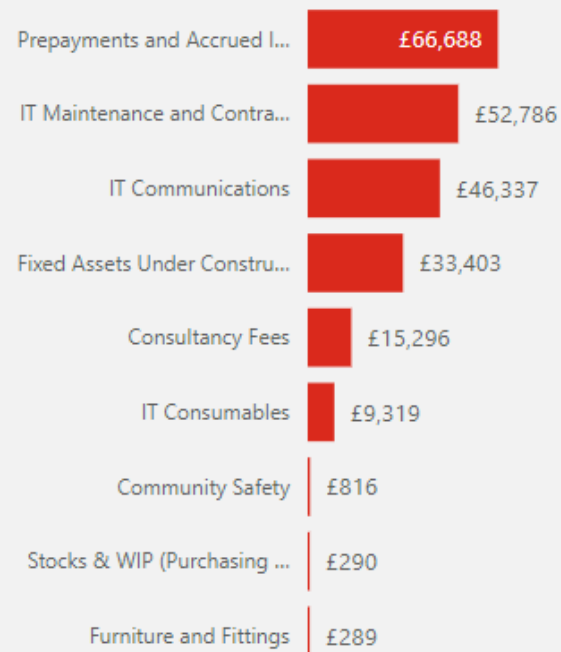 Prepayments and Accrued I... £66,688
IT Maintenance and Contra... £52,786
IT Communications £46,337
Fixed Assets Under Constru... £33,403
Consultancy Fees £15,296
IT Consumables £9,319
Community Safety £816
Stocks & WIP (Purchasing ... £290
Furniture and Fittings £289